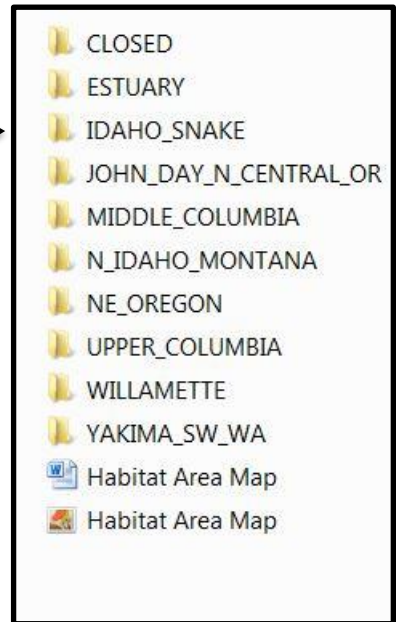 CLOSED
ESTUARY
IDAHO_SNAKE
JOHN_DAY_N_CENTRAL_OR
MIDDLE_COLUMBIA
N_IDAHO_MONTANA
NE_OREGON
UPPER_COLUMBIA
WILLAMETTE
YAKIMA_SW_WA
Habitat Area Map
Habitat Area Map